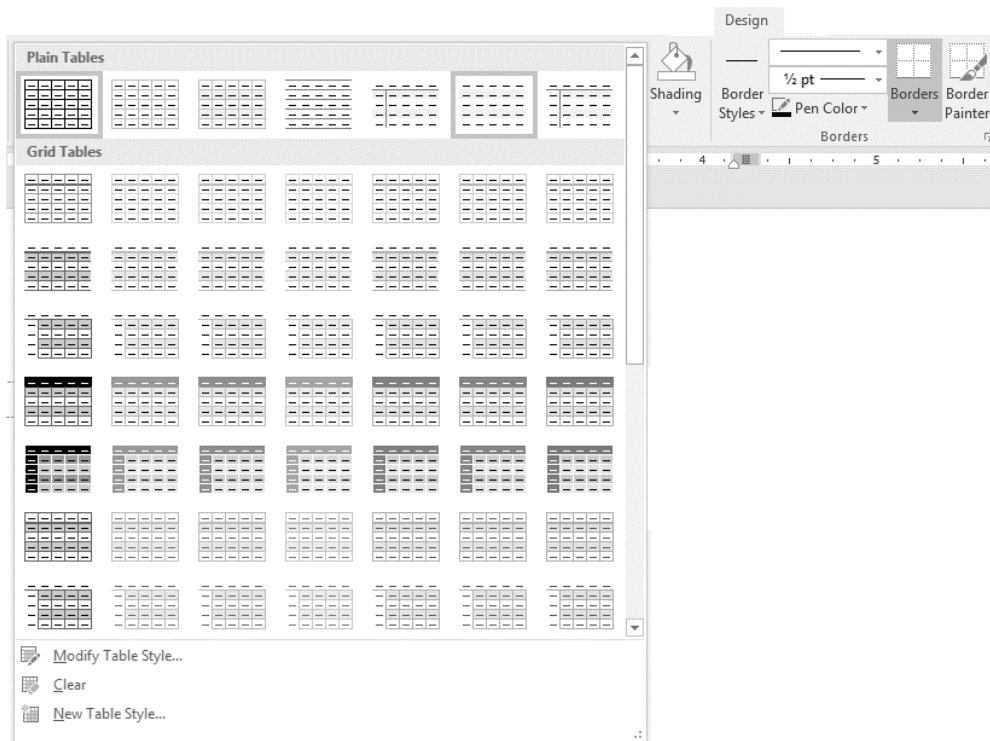 Design
Plain Tables
Grid Tables
Modify Table Style...
Clear
New Table Style...
Shading
Border
Styles
½ pt
Pen Color
Borders
Border
Painter
Borders
4
5